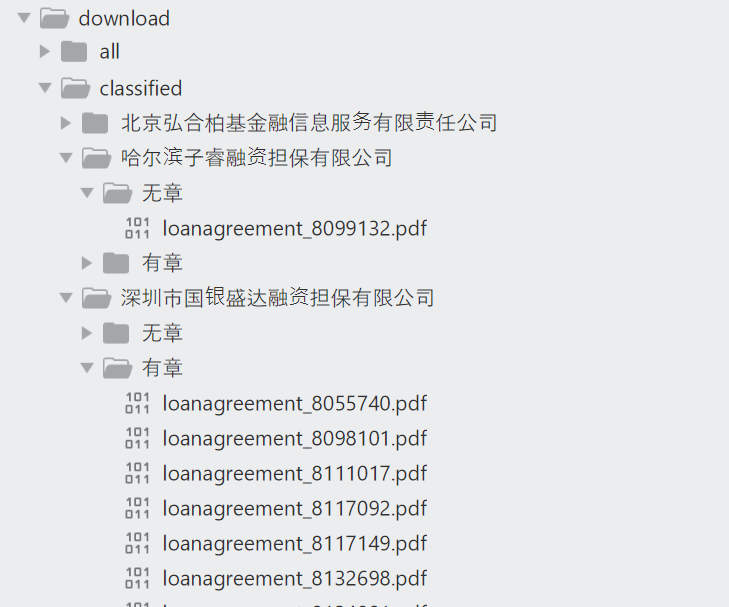 download
all
classified
北京弘合柏基金融信息服务有限责任公司
哈尔滨子睿融资担保有限公司
无章
loanagreement_8099132.pdf
有章
深圳市国银盛达融资担保有限公司
无章
有章
loanagreement_8055740.pdf
loanagreement_8098101.pdf
loanagreement_8111017.pdf
loanagreement_8117092.pdf
loanagreement_8117149.pdf
loanagreement_8132698.pdf